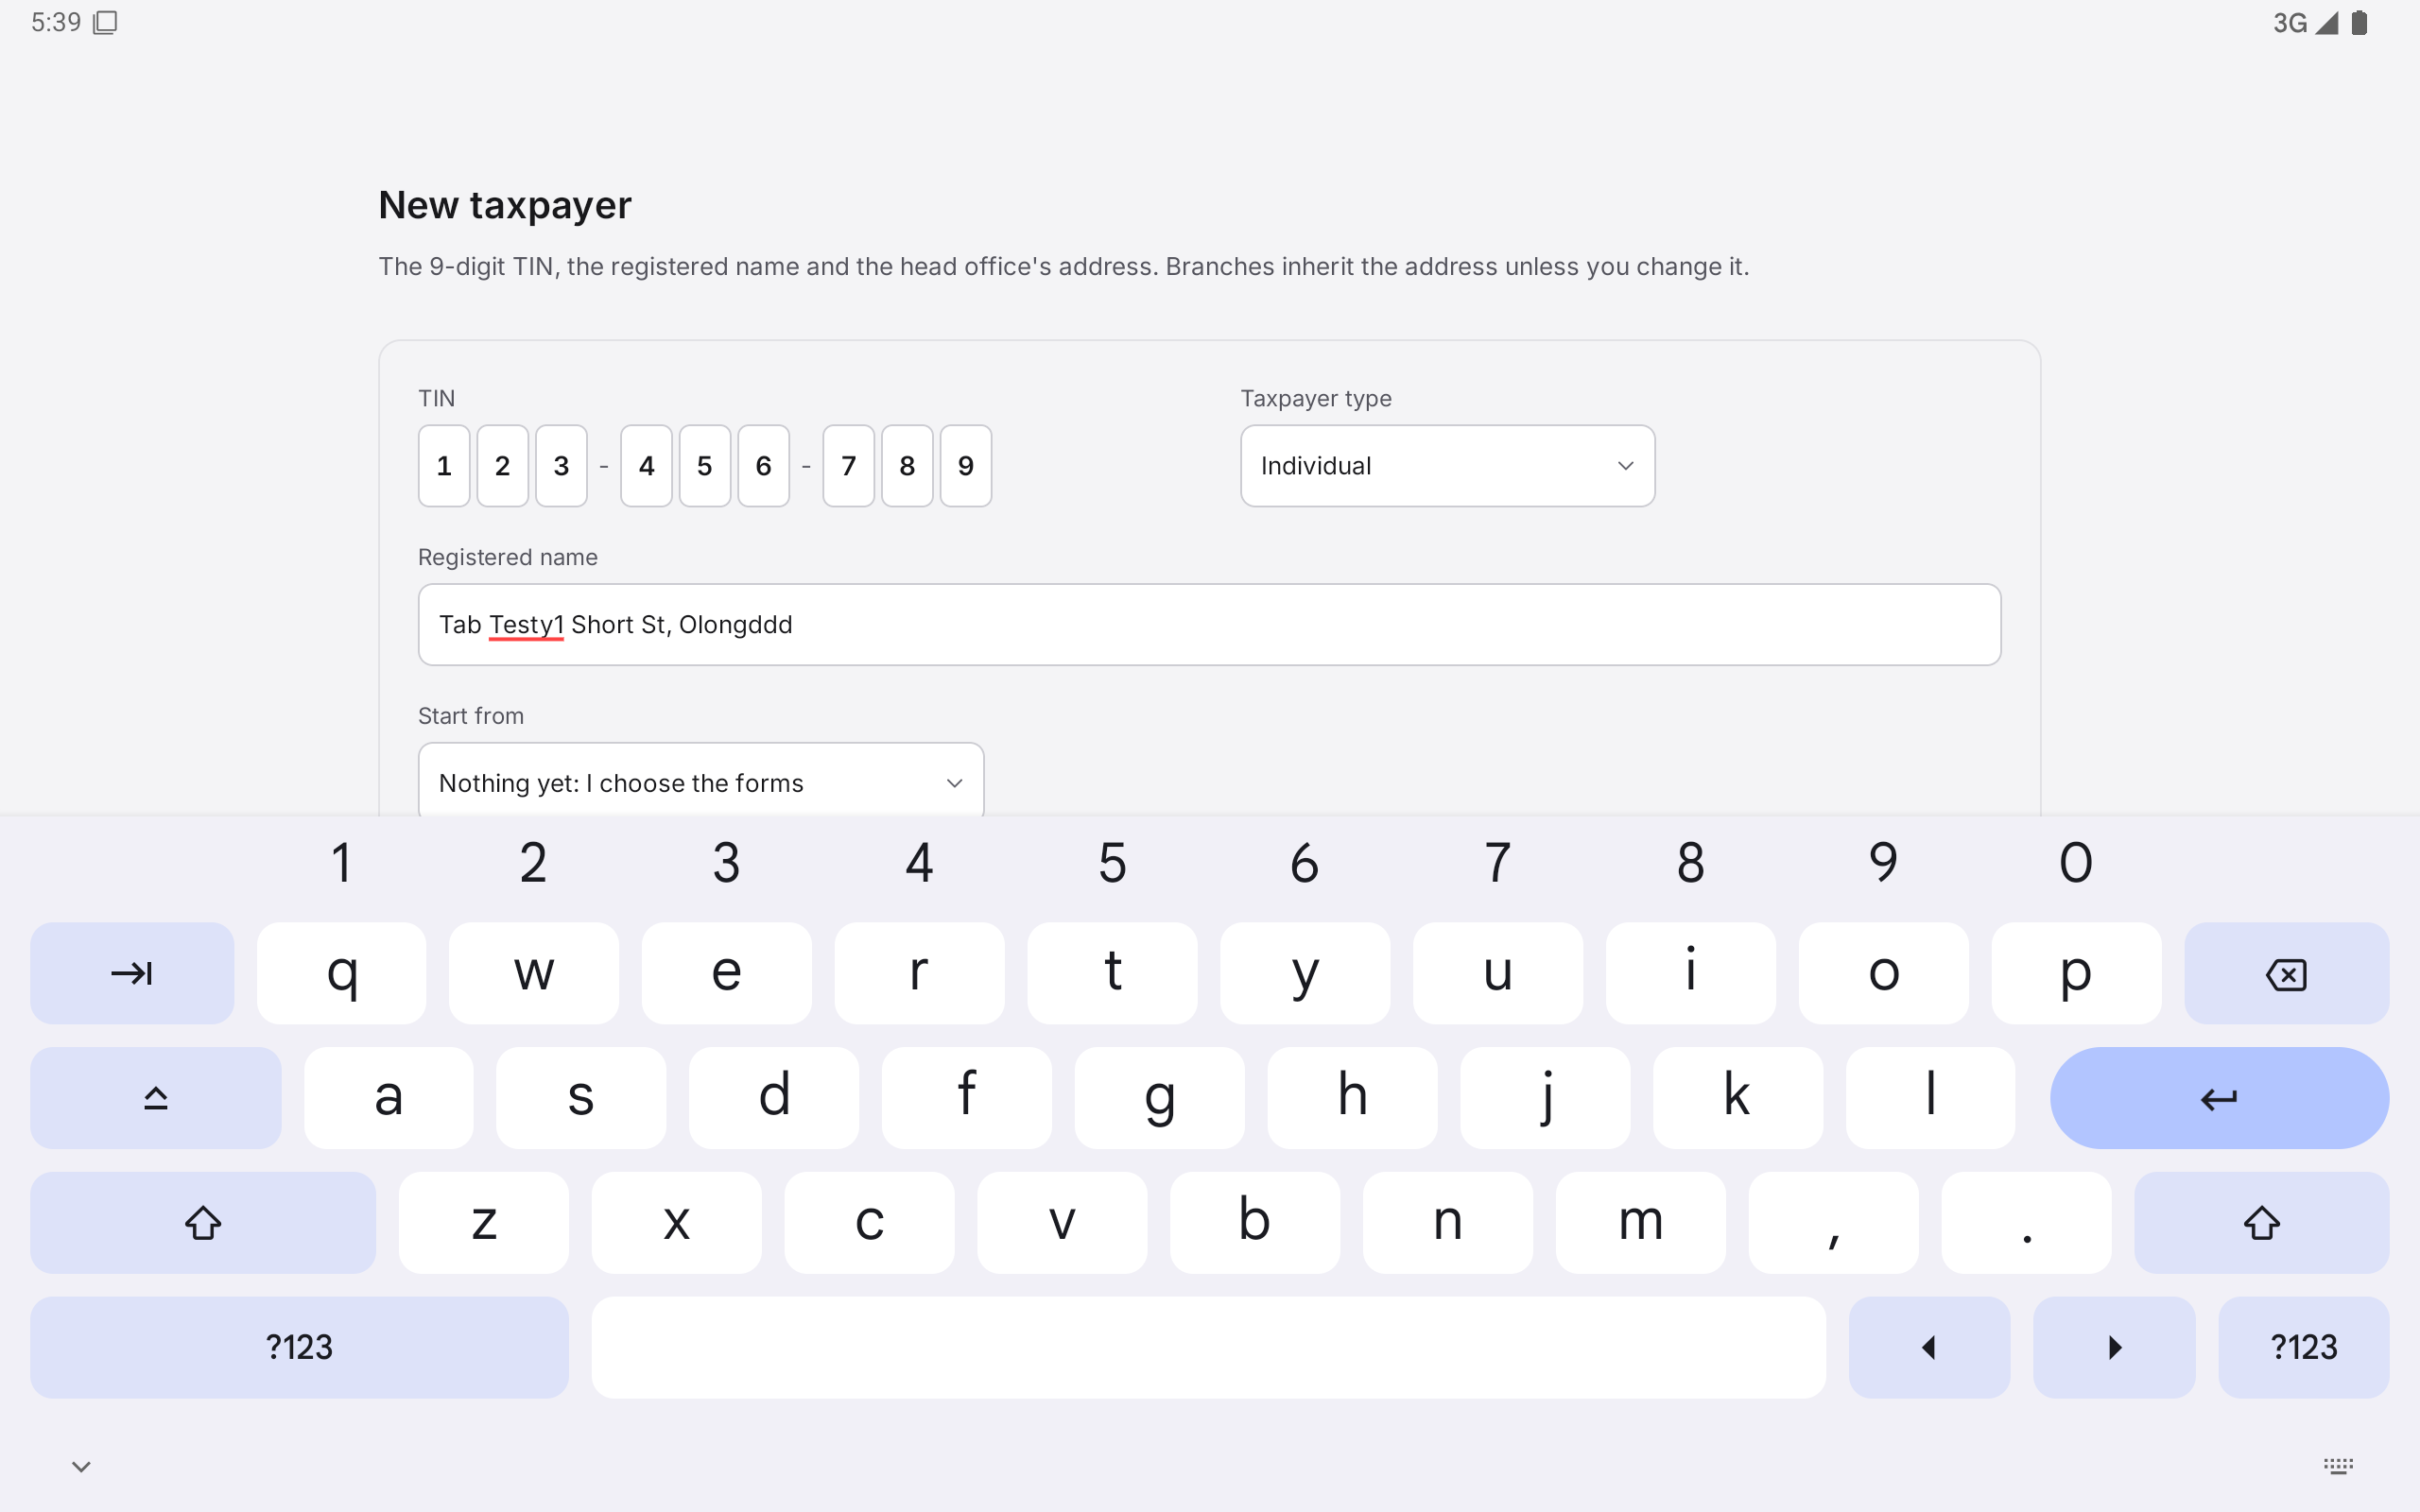 5:39
3G
New taxpayer
The 9-digit TIN, the registered name and the head office's address. Branches inherit the address unless you change it.
TIN
Taxpayer type
1 2 3 - 4 5 6 - 7 8 9
Individual
Registered name
Tab Testy1 Short St, Olongddd
Start from
Nothing yet: I choose the forms
1 2 3 4 5 6 7 8 9 0
q w e r t y u i o p
a s d f g h j k l
z x c v b n m , .
?123 ?123